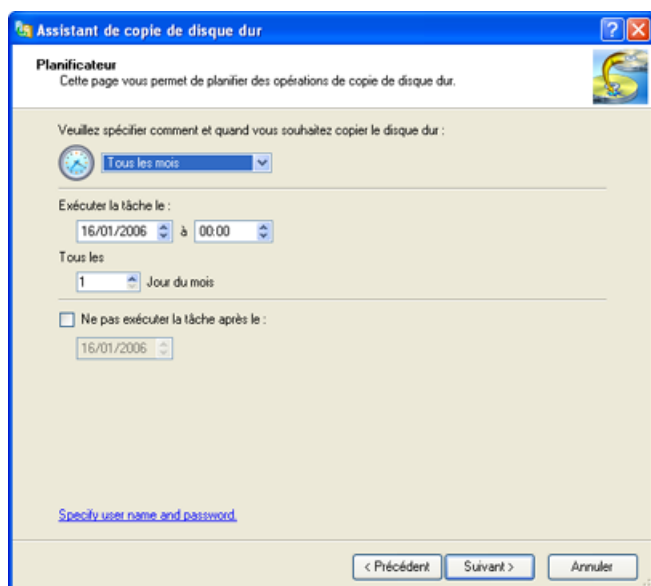 Assistant de copie de disque dur
Planificateur
Cette page vous permet de planifier des opérations de copie de disque dur.
Veuillez spécifier comment et quand vous souhaitez copier le disque dur :
Tous les mois
Exécuter la tâche le :
16/01/2006 à 00:00
Tous les
1 Jour du mois
Ne pas exécuter la tâche après le :
16/01/2006
Specify user name and password.
< Précédent Suivant > Annuler